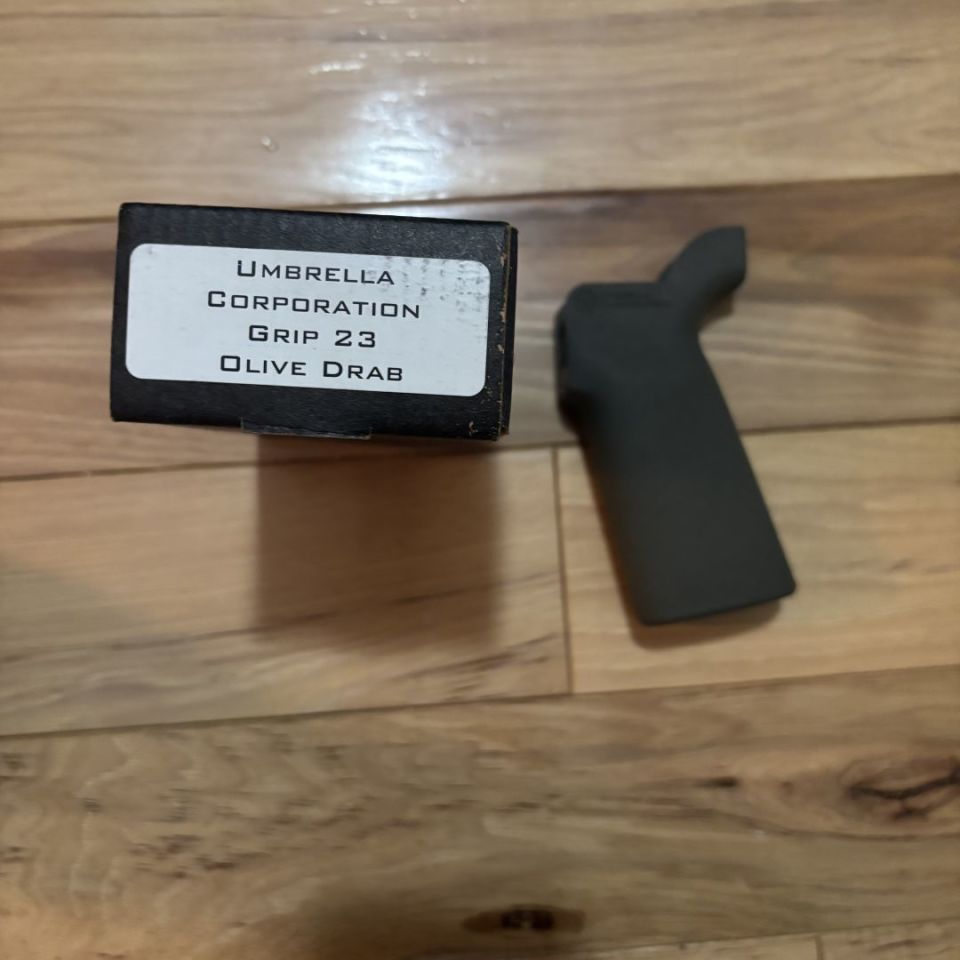 Umbrella
Corporation
Grip 23
Olive Drab